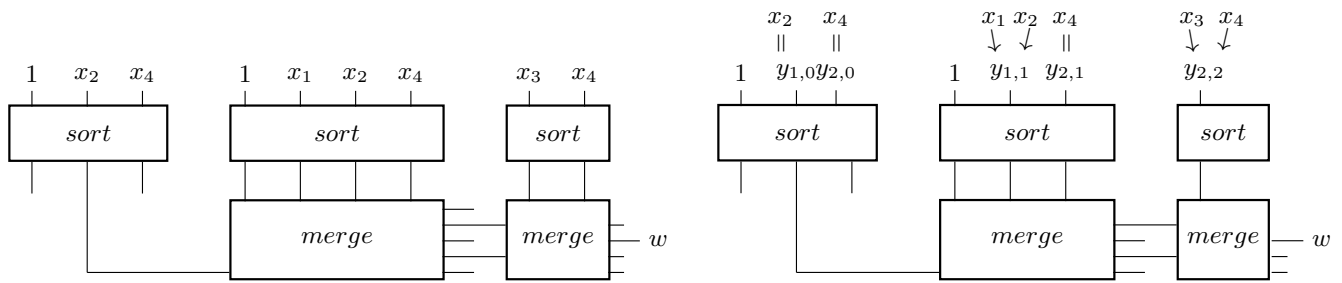 x₂ x₄ x₁ x₂ x₄ x₃ x₄
1 x₂ x₄ 1 x₁ x₂ x₄ x₃ x₄ 1 y₁,₀ y₂,₀ 1 y₁,₁ y₂,₁ y₂,₂
sort sort sort sort sort sort
merge merge w merge merge w